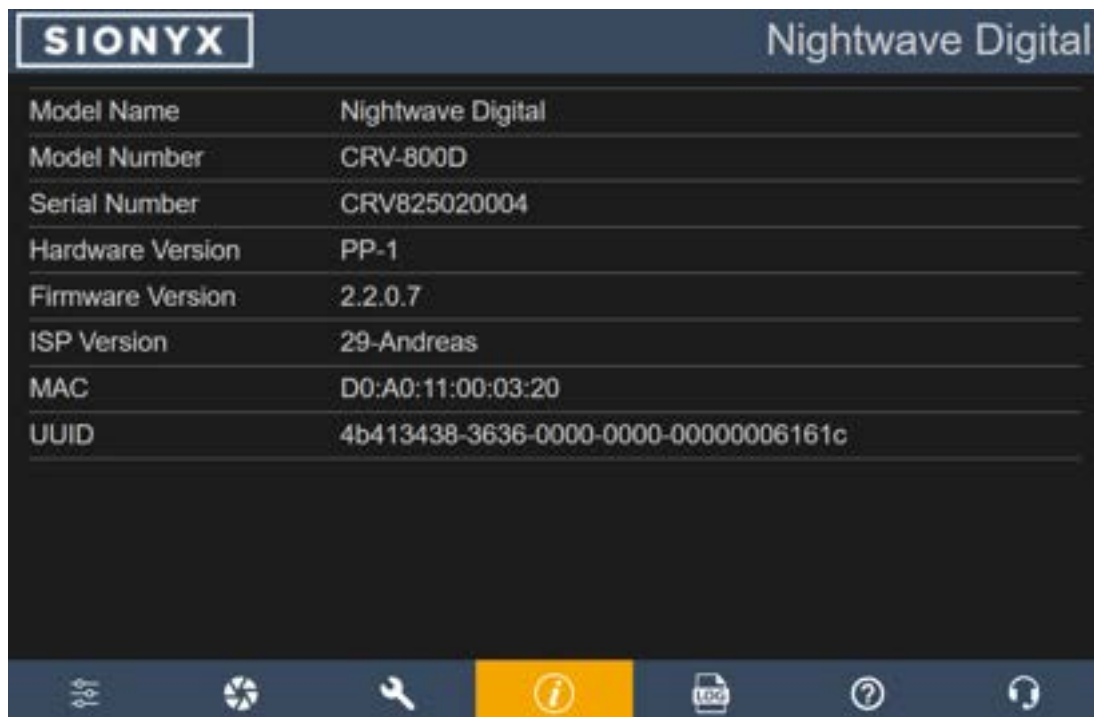 SIONYX
Nightwave Digital
Model Name Nightwave Digital
Model Number CRV-800D
Serial Number CRV825020004
Hardware Version PP-1
Firmware Version 2.2.0.7
ISP Version 29-Andreas
MAC D0:A0:11:00:03:20
UUID 4b413438-3636-0000-0000-00000006161c
LOG